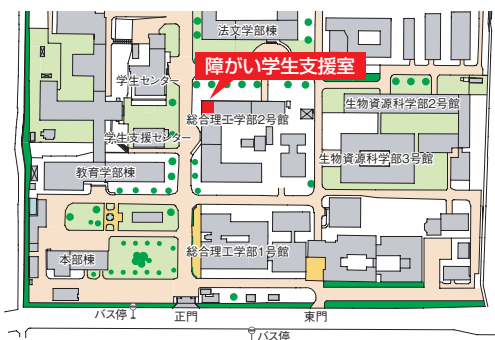 法文学部棟
障がい学生支援室
学生センター
生物資源科学部2号館
総合理工学部2号館
学生支援センター
生物資源科学部3号館
教育学部棟
総合理工学部1号館
本部棟
バス停
正門
東門
バス停